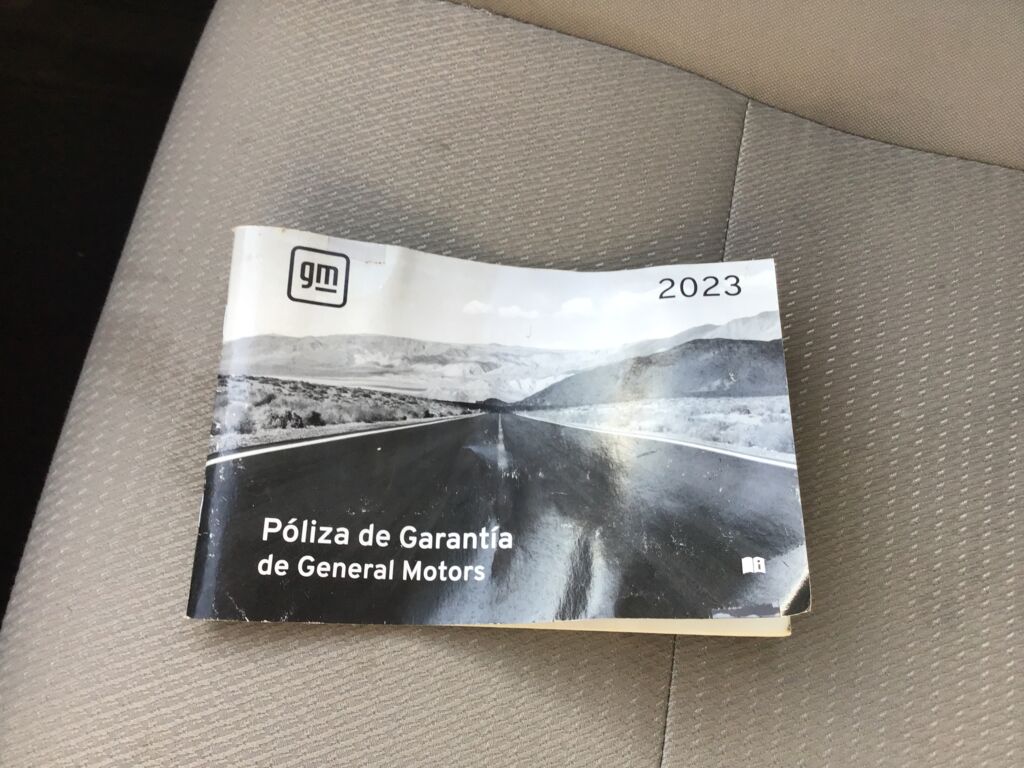 gm
2023
Póliza de Garantía
de General Motors